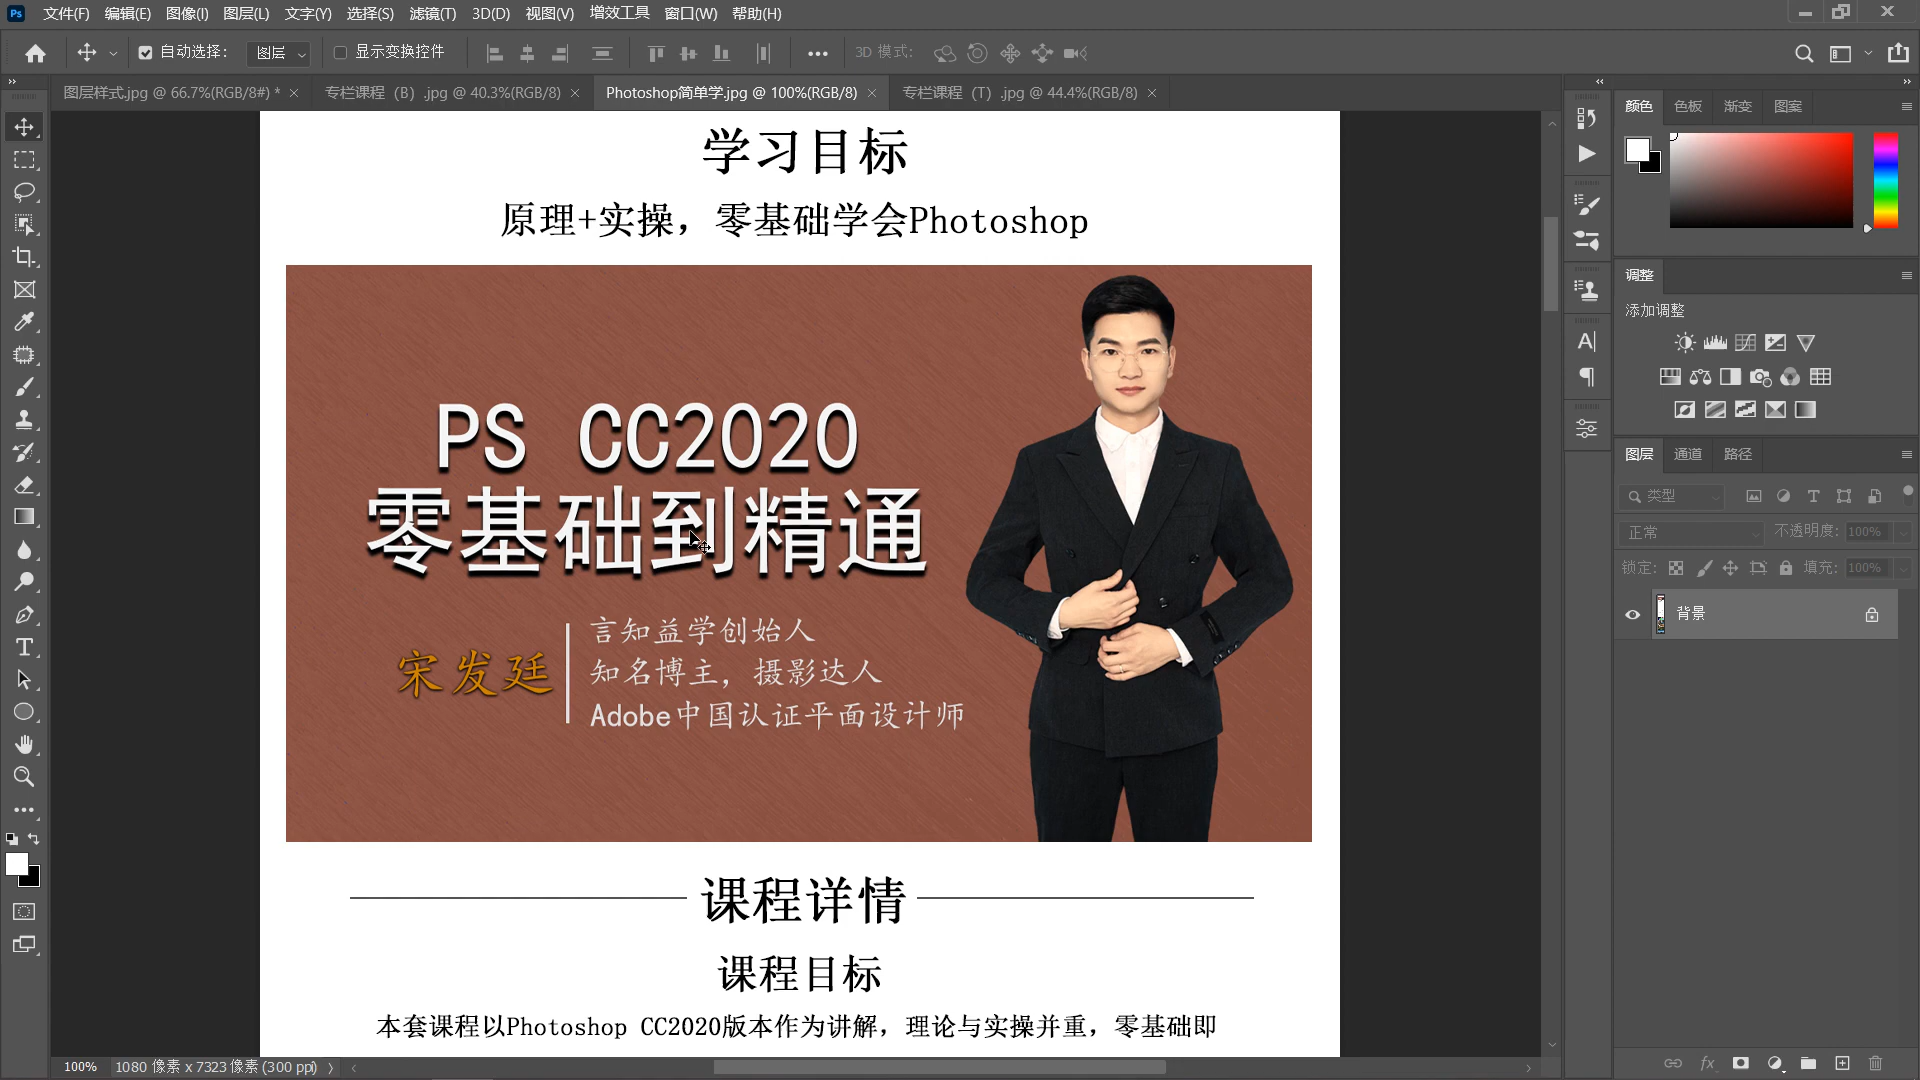 Ps 文件(F) 编辑(E) 图像(I) 图层(L) 文字(Y) 选择(S) 滤镜(T) 3D(D) 视图(V) 增效工具 窗口(W) 帮助(H)
自动选择： 图层 显示变换控件 3D 模式：
图层样式.jpg @ 66.7%(RGB/8#) * 专栏课程（B）.jpg @ 40.3%(RGB/8) Photoshop简单学.jpg @ 100%(RGB/8) 专栏课程（T）.jpg @ 44.4%(RGB/8)
学习目标
原理+实操，零基础学会Photoshop
PS CC2020
零基础到精通
宋发廷
言知益学创始人
知名博主，摄影达人
Adobe中国认证平面设计师
课程详情
课程目标
本套课程以Photoshop CC2020版本作为讲解，理论与实操并重，零基础即
颜色 色板 渐变 图案
调整
添加调整
图层 通道 路径
类型
正常 不透明度： 100%
锁定： 填充： 100%
背景
fx
100% 1080 像素 x 7323 像素 (300 ppi)